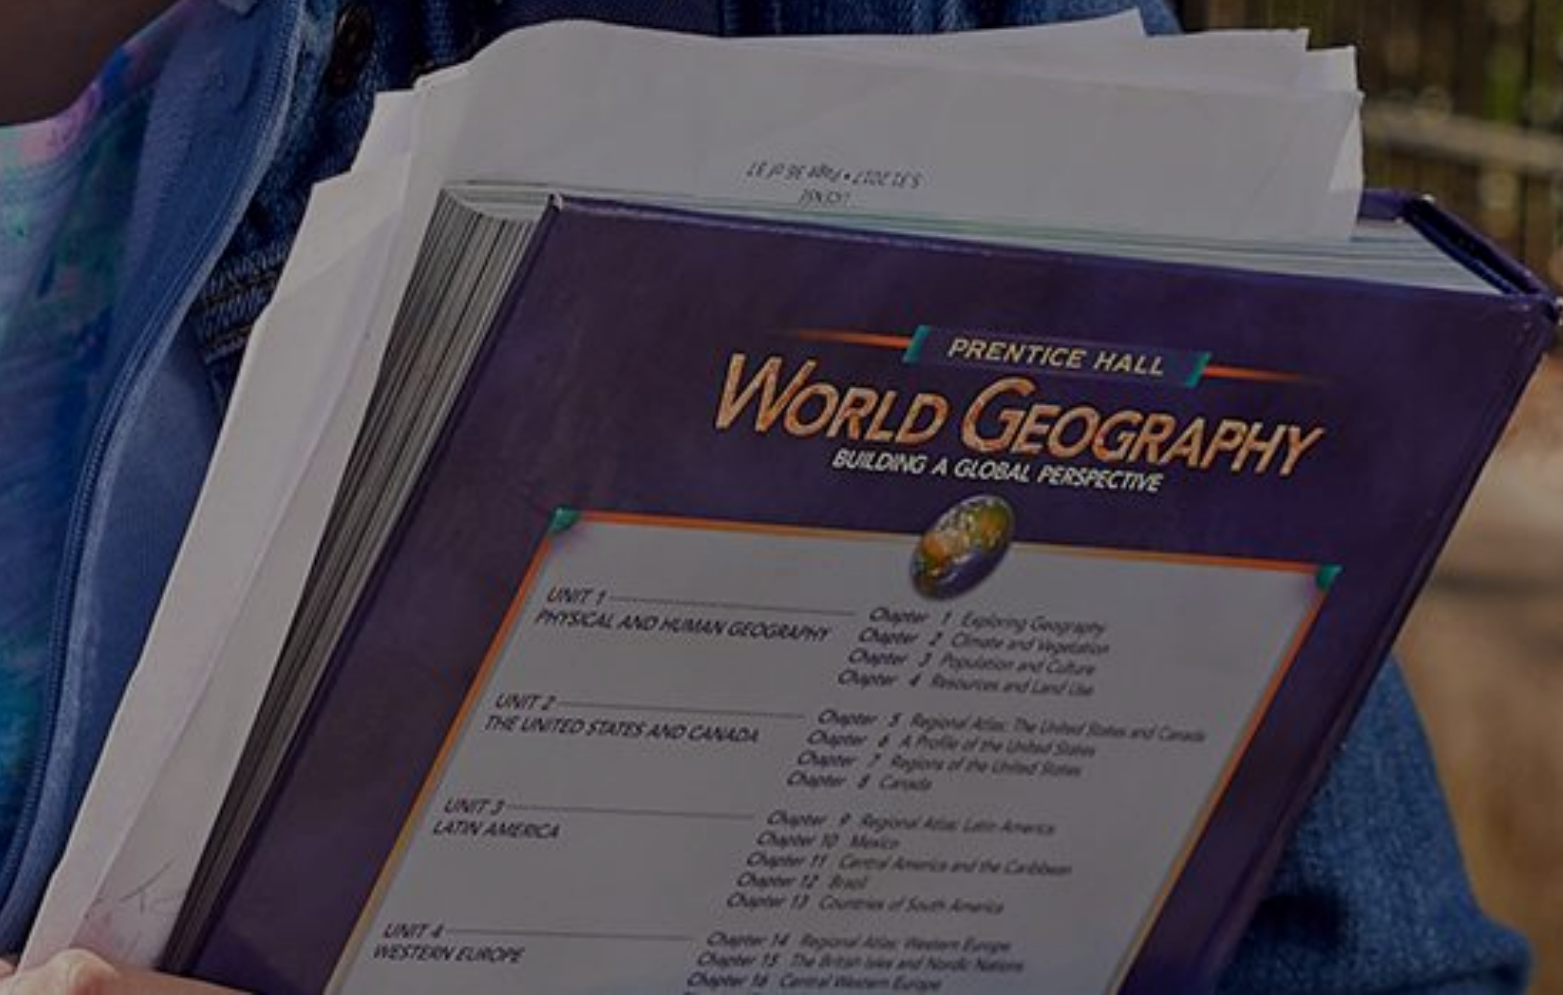 PRENTICE HALL
WORLD GEOGRAPHY
BUILDING A GLOBAL PERSPECTIVE
UNIT 1
PHYSICAL AND HUMAN GEOGRAPHY
Chapter 1 Exploring Geography
Chapter 2 Climate and Vegetation
Chapter 3 Population and Culture
Chapter 4 Resources and Land Use
UNIT 2
THE UNITED STATES AND CANADA
Chapter 5 Regional Atlas: The United States and Canada
Chapter 6 A Profile of the United States
Chapter 7 Regions of the United States
Chapter 8 Canada
UNIT 3
LATIN AMERICA
Chapter 9 Regional Atlas: Latin America
Chapter 10 Mexico
Chapter 11 Central America and the Caribbean
Chapter 12 Brazil
Chapter 13 Countries of South America
UNIT 4
WESTERN EUROPE
Chapter 14 Regional Atlas: Western Europe
Chapter 15 The British Isles and Nordic Nations
Chapter 16 Central Western Europe